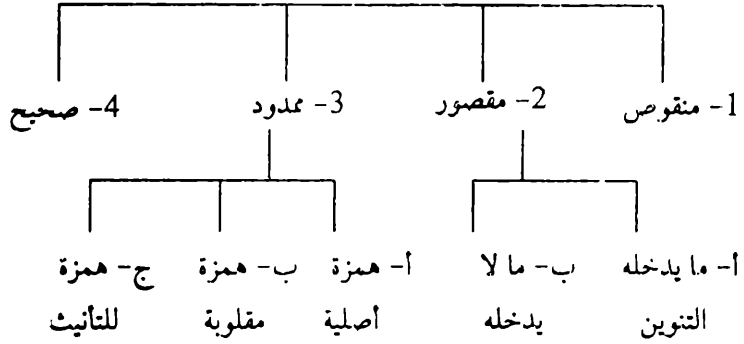 1- منقوص 2- مقصور 3- ممدود 4- صحيح
أ- ما يدخله ب- ما لا أ- همزة ب- همزة ج- همزة
التنوين يدخله أصلية مقلوبة للتأنيث